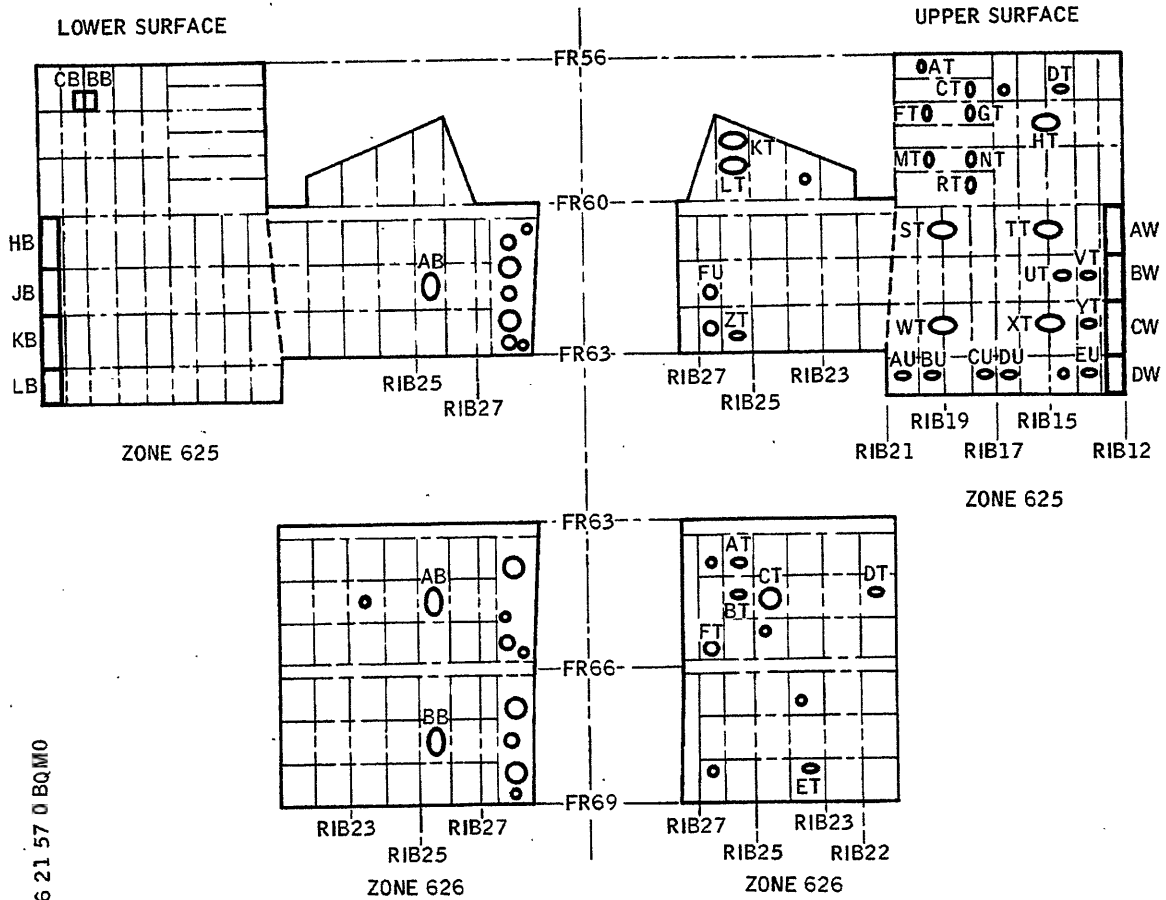 LOWER SURFACE
UPPER SURFACE
FR56
CB BB
AT
CT
DT
FT
GT
HT
KT
MT
NT
LT
RT
FR60
HB
ST
TT
AW
AB
VT
JB
FU
UT
BW
YT
KB
ZT
WT
XT
CW
FR63
AU BU
CU DU
EU
LB
DW
RIB25
RIB27
RIB23
RIB27
RIB25
RIB19
RIB15
ZONE 625
RIB21
RIB17
RIB12
ZONE 625
FR63
AT
AB
CT
DT
BT
FT
FR66
BB
ET
FR69
RIB23
RIB27
RIB27
RIB23
RIB25
RIB25
RIB22
ZONE 626
ZONE 626
6 21 57 0 BQM0